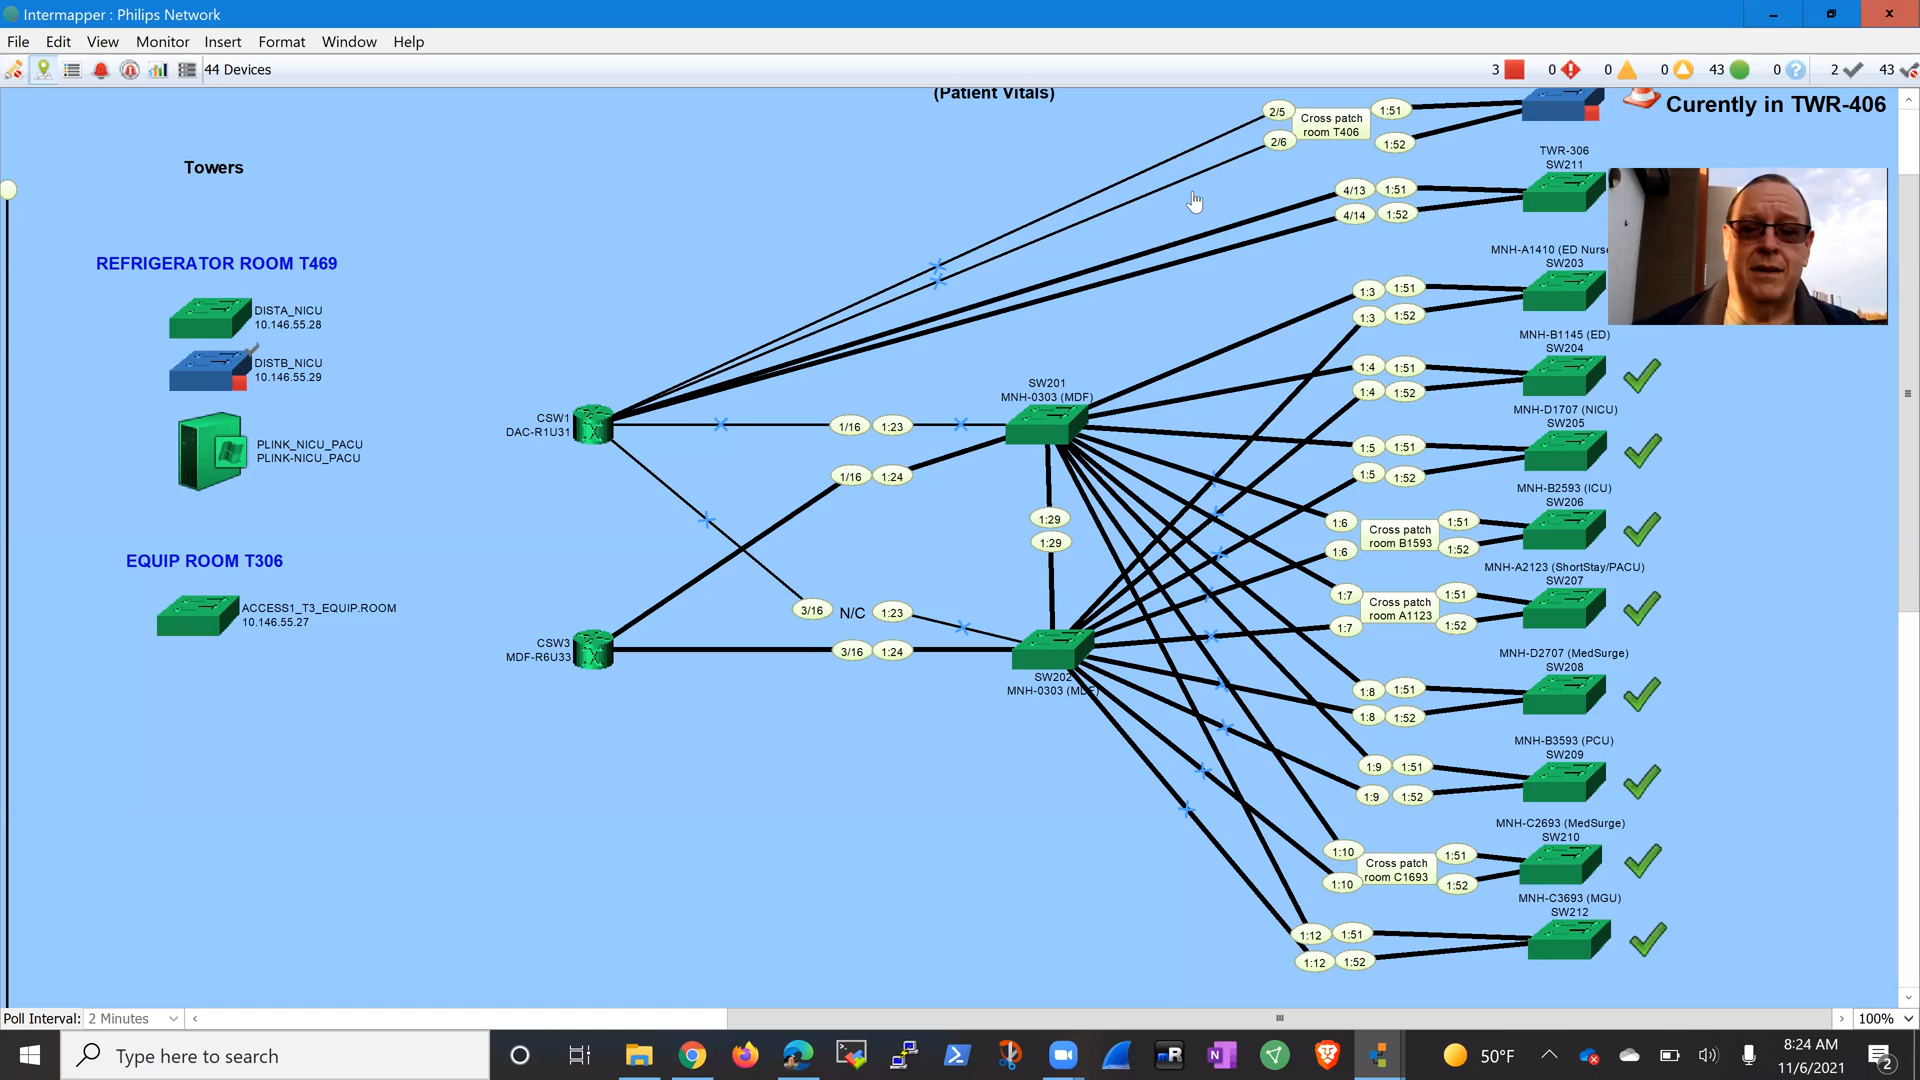 Intermapper : Philips Network
File Edit View Monitor Insert Format Window Help
44 Devices
3 0 0 0 43 0 2 43
(Patient Vitals)
Curently in TWR-406
Towers
REFRIGERATOR ROOM T469
DISTA_NICU
10.146.55.28
DISTB_NICU
10.146.55.29
PLINK_NICU_PACU
PLINK-NICU_PACU
EQUIP ROOM T306
ACCESS1_T3_EQUIP.ROOM
10.146.55.27
CSW1
DAC-R1U31
CSW3
MDF-R6U33
1/16 1:23
1/16 1:24
3/16 N/C 1:23
3/16 1:24
SW201
MNH-0303 (MDF)
1:29
1:29
SW202
MNH-0303 (MDF)
2/5 1:51
Cross patch
room T406
2/6 1:52
TWR-306
SW211
4/13 1:51
4/14 1:52
MNH-A1410 (ED Nurse
SW203
1:3 1:51
1:3 1:52
MNH-B1145 (ED)
SW204
1:4 1:51
1:4 1:52
MNH-D1707 (NICU)
SW205
1:5 1:51
1:5 1:52
MNH-B2593 (ICU)
SW206
1:6 1:51
Cross patch
room B1593
1:6 1:52
MNH-A2123 (ShortStay/PACU)
SW207
1:7 1:51
Cross patch
room A1123
1:7 1:52
MNH-D2707 (MedSurge)
SW208
1:8 1:51
1:8 1:52
MNH-B3593 (PCU)
SW209
1:9 1:51
1:9 1:52
MNH-C2693 (MedSurge)
SW210
1:10 1:51
Cross patch
room C1693
1:10 1:52
MNH-C3693 (MGU)
SW212
1:12 1:51
1:12 1:52
Poll Interval: 2 Minutes
100%
Type here to search
50°F
8:24 AM
11/6/2021
2